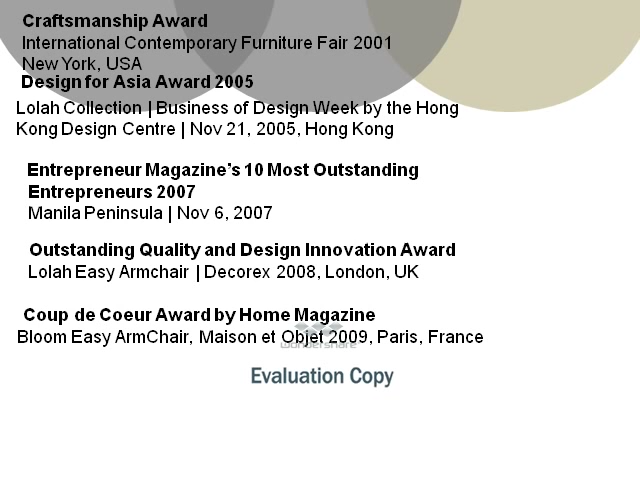 Craftsmanship Award
International Contemporary Furniture Fair 2001
New York, USA
Design for Asia Award 2005
Lolah Collection | Business of Design Week by the Hong
Kong Design Centre | Nov 21, 2005, Hong Kong
Entrepreneur Magazine's 10 Most Outstanding
Entrepreneurs 2007
Manila Peninsula | Nov 6, 2007
Outstanding Quality and Design Innovation Award
Lolah Easy Armchair | Decorex 2008, London, UK
Coup de Coeur Award by Home Magazine
Bloom Easy ArmChair, Maison et Objet 2009, Paris, France
wondershare
Evaluation Copy